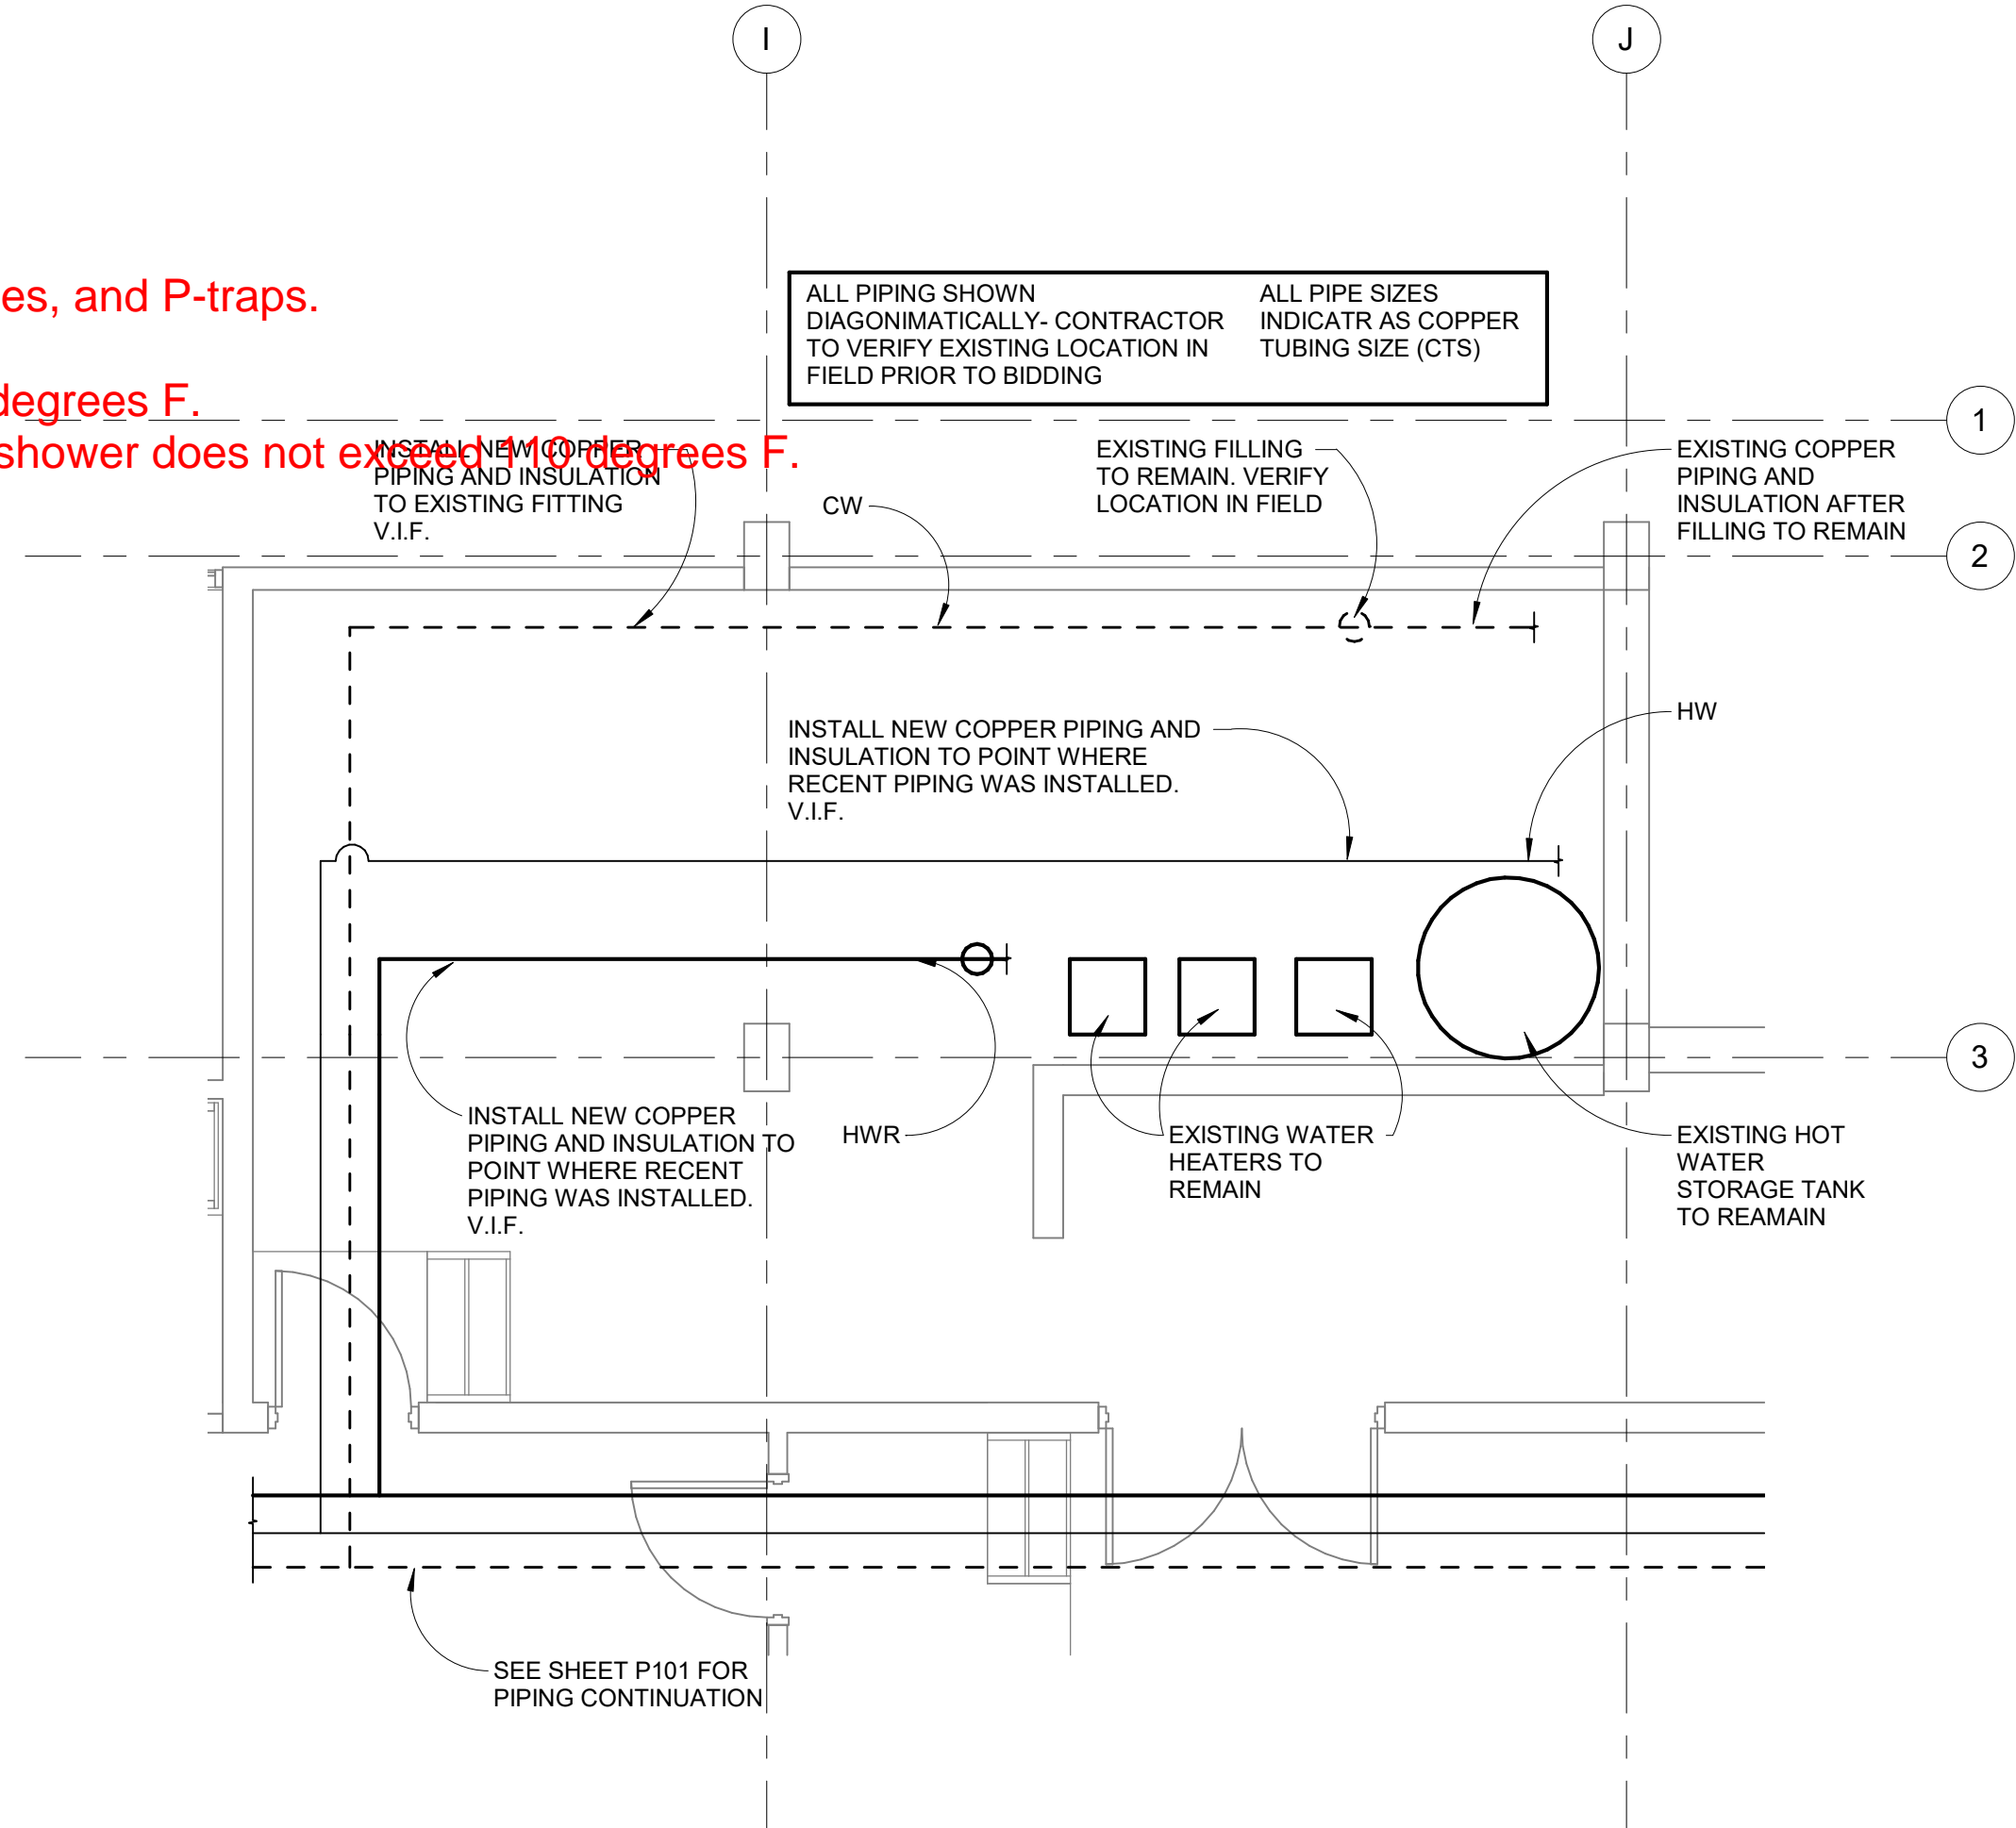 I
J
es, and P-traps.
ALL PIPING SHOWN
DIAGONIMATICALLY- CONTRACTOR
TO VERIFY EXISTING LOCATION IN
FIELD PRIOR TO BIDDING
ALL PIPE SIZES
INDICATR AS COPPER
TUBING SIZE (CTS)
degrees F.
1
shower does not exceed 110 degrees F.
INSTALL NEW COPPER
PIPING AND INSULATION
TO EXISTING FITTING
V.I.F.
CW
EXISTING FILLING
TO REMAIN. VERIFY
LOCATION IN FIELD
EXISTING COPPER
PIPING AND
INSULATION AFTER
FILLING TO REMAIN
2
HW
INSTALL NEW COPPER PIPING AND
INSULATION TO POINT WHERE
RECENT PIPING WAS INSTALLED.
V.I.F.
3
INSTALL NEW COPPER
PIPING AND INSULATION TO
POINT WHERE RECENT
PIPING WAS INSTALLED.
V.I.F.
HWR
EXISTING WATER
HEATERS TO
REMAIN
EXISTING HOT
WATER
STORAGE TANK
TO REAMAIN
SEE SHEET P101 FOR
PIPING CONTINUATION